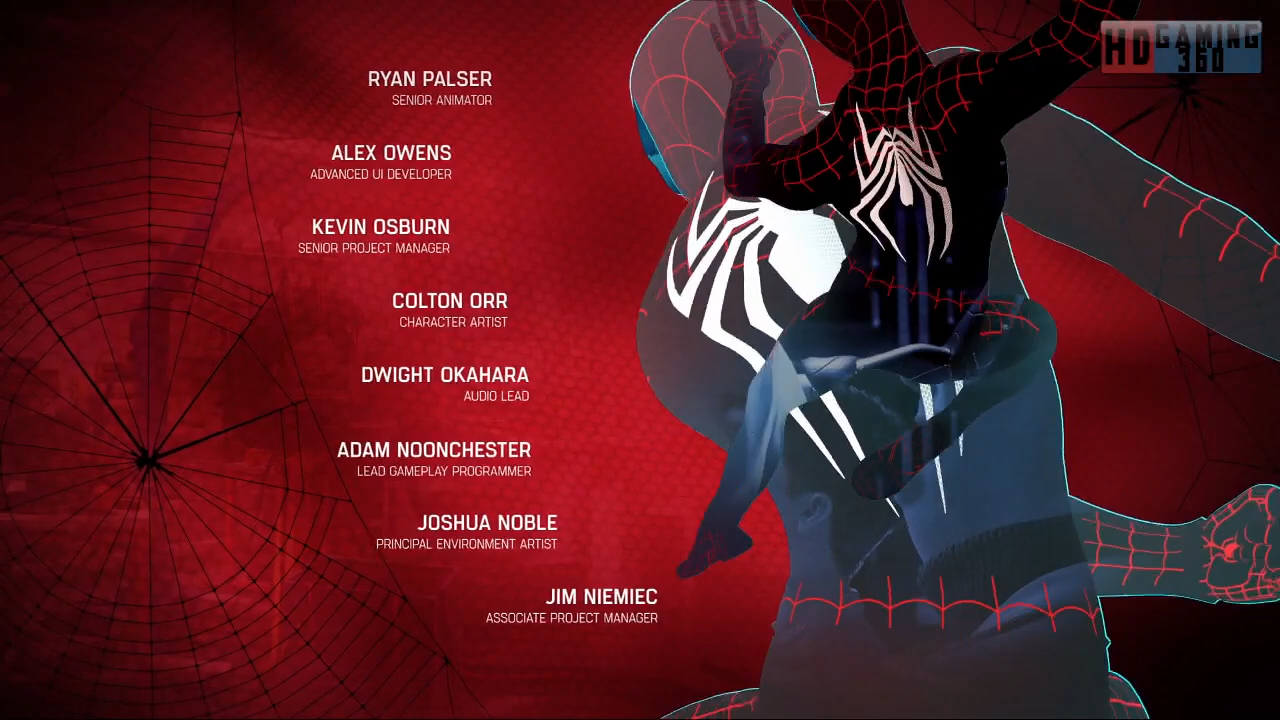 HD GAMING
360
RYAN PALSER
SENIOR ANIMATOR
ALEX OWENS
ADVANCED UI DEVELOPER
KEVIN OSBURN
SENIOR PROJECT MANAGER
COLTON ORR
CHARACTER ARTIST
DWIGHT OKAHARA
AUDIO LEAD
ADAM NOONCHESTER
LEAD GAMEPLAY PROGRAMMER
JOSHUA NOBLE
PRINCIPAL ENVIRONMENT ARTIST
JIM NIEMIEC
ASSOCIATE PROJECT MANAGER